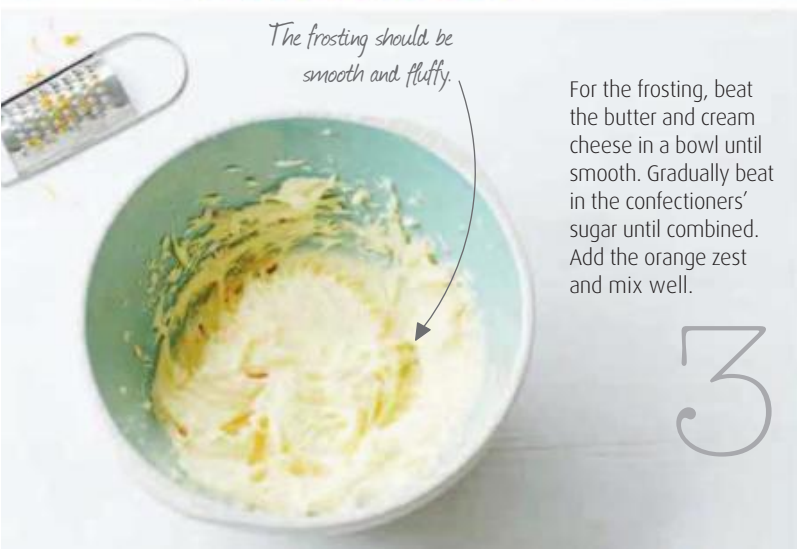 The frosting should be
smooth and fluffy.
For the frosting, beat
the butter and cream
cheese in a bowl until
smooth. Gradually beat
in the confectioners’
sugar until combined.
Add the orange zest
and mix well.
3